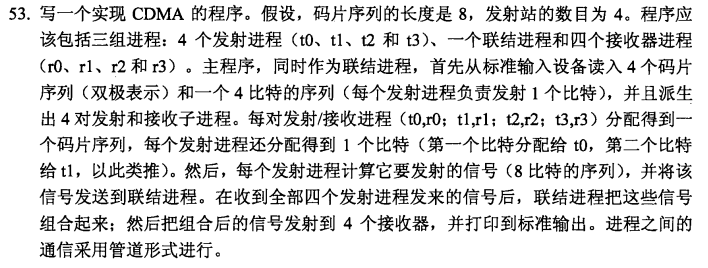 53. 写一个实现 CDMA 的程序。假设，码片序列的长度是 8，发射站的数目为 4。程序应
该包括三组进程：4 个发射进程（t0、t1、t2 和 t3）、一个联结进程和四个接收器进程
（r0、r1、r2 和 r3）。主程序，同时作为联结进程，首先从标准输入设备读入 4 个码片
序列（双极表示）和一个 4 比特的序列（每个发射进程负责发射 1 个比特），并且派生
出 4 对发射和接收子进程。每对发射/接收进程（t0,r0；t1,r1；t2,r2；t3,r3）分配得到一
个码片序列，每个发射进程还分配得到 1 个比特（第一个比特分配给 t0，第二个比特
给 t1，以此类推）。然后，每个发射进程计算它要发射的信号（8 比特的序列），并将该
信号发送到联结进程。在收到全部四个发射进程发来的信号后，联结进程把这些信号
组合起来；然后把组合后的信号发射到 4 个接收器，并打印到标准输出。进程之间的
通信采用管道形式进行。